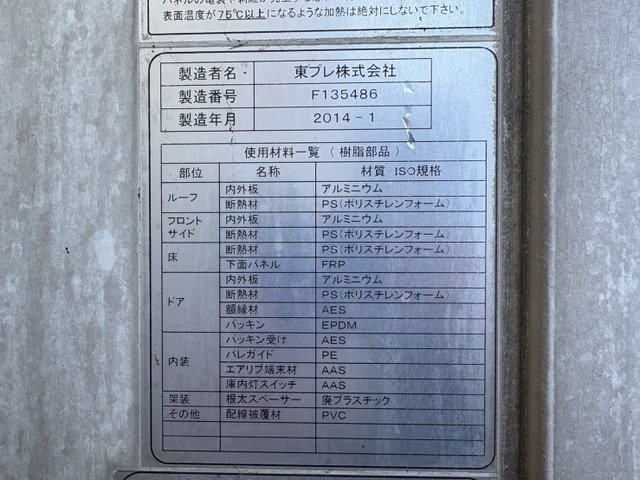 表面温度が75℃以上になるような加熱は絶対にしないで下さい。
製造者名 東プレ株式会社
製造番号 F135486
製造年月 2014-1
使用材料一覧（樹脂部品）
部位 名称 材質 ISO規格
ルーフ 内外板 アルミニウム
断熱材 PS(ポリスチレンフォーム)
フロント サイド 内外板 アルミニウム
断熱材 PS(ポリスチレンフォーム)
床 断熱材 PS(ポリスチレンフォーム)
下面パネル FRP
ドア 内外板 アルミニウム
断熱材 PS(ポリスチレンフォーム)
額縁材 AES
パッキン EPDM
内装 パッキン受け AES
パレガイド PE
エアリブ端末材 AAS
庫内灯スイッチ AAS
架装 根太スペーサー 廃プラスチック
その他 配線被覆材 PVC